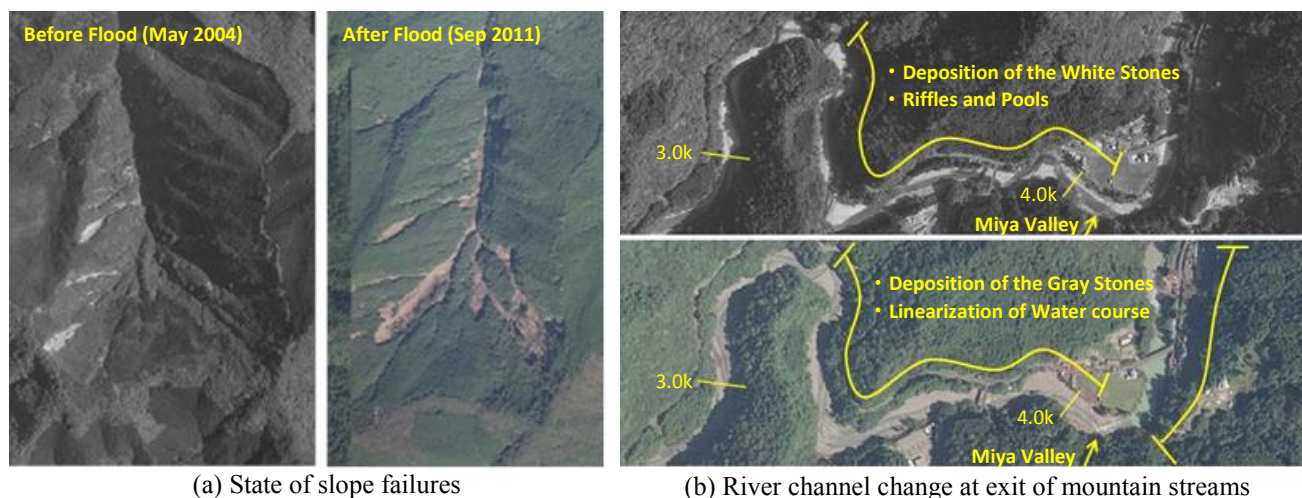 Before Flood (May 2004)
After Flood (Sep 2011)
(a) State of slope failures
• Deposition of the White Stones
• Riffles and Pools
3.0k
4.0k
Miya Valley
• Deposition of the Gray Stones
• Linearization of Water course
3.0k
4.0k
Miya Valley
(b) River channel change at exit of mountain streams